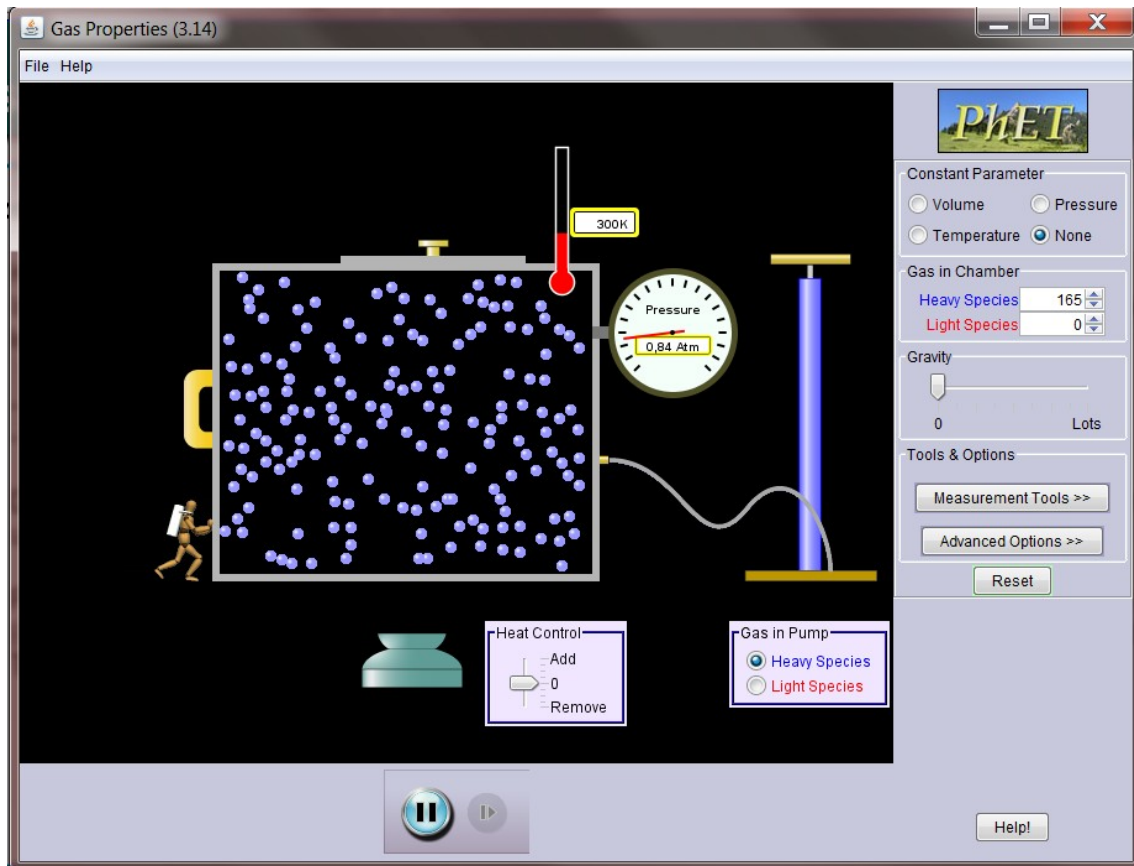 Gas Properties (3.14)
File Help
PhET
Constant Parameter
Volume Pressure
Temperature None
Gas in Chamber
Heavy Species 165
Light Species 0
Gravity
0 Lots
Tools & Options
Measurement Tools >>
Advanced Options >>
Reset
300K
Pressure
0,84 Atm
Heat Control
Add
0
Remove
Gas in Pump
Heavy Species
Light Species
Help!